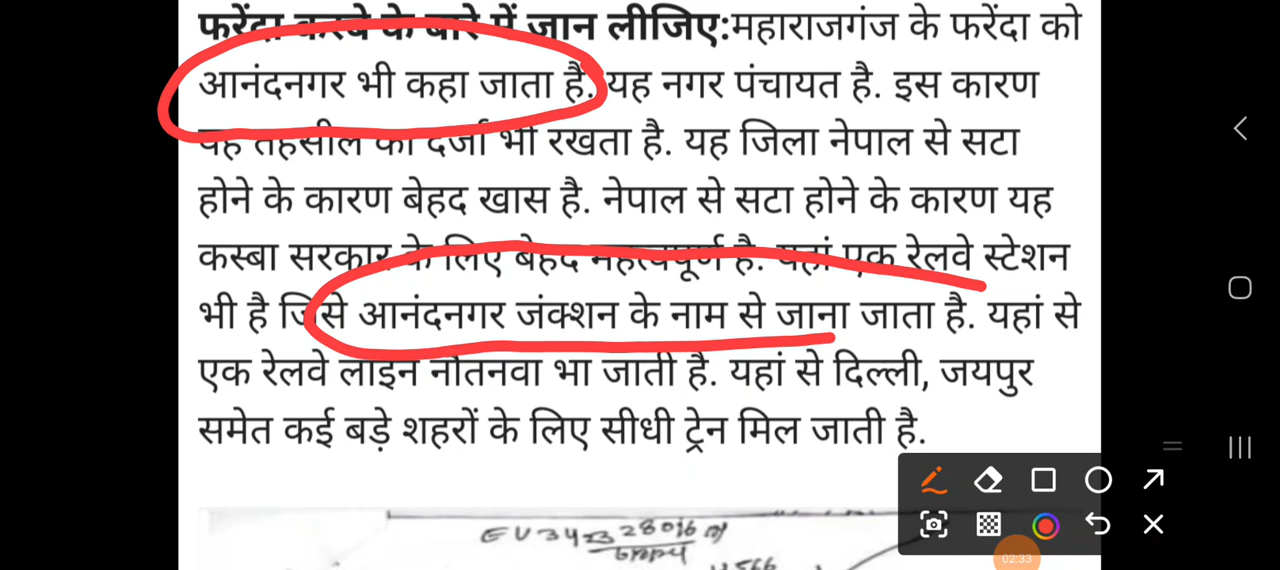 फरेंदा कस्बे के बारे में जान लीजिए:महाराजगंज के फरेंदा को
आनंदनगर भी कहा जाता है. यह नगर पंचायत है. इस कारण
यह तहसील का दर्जा भी रखता है. यह जिला नेपाल से सटा
होने के कारण बेहद खास है. नेपाल से सटा होने के कारण यह
कस्बा सरकार के लिए बेहद महत्वपूर्ण है. यहां एक रेलवे स्टेशन
भी है जिसे आनंदनगर जंक्शन के नाम से जाना जाता है. यहां से
एक रेलवे लाइन नौतनवा भी जाती है. यहां से दिल्ली, जयपुर
समेत कई बड़े शहरों के लिए सीधी ट्रेन मिल जाती है.
02:33